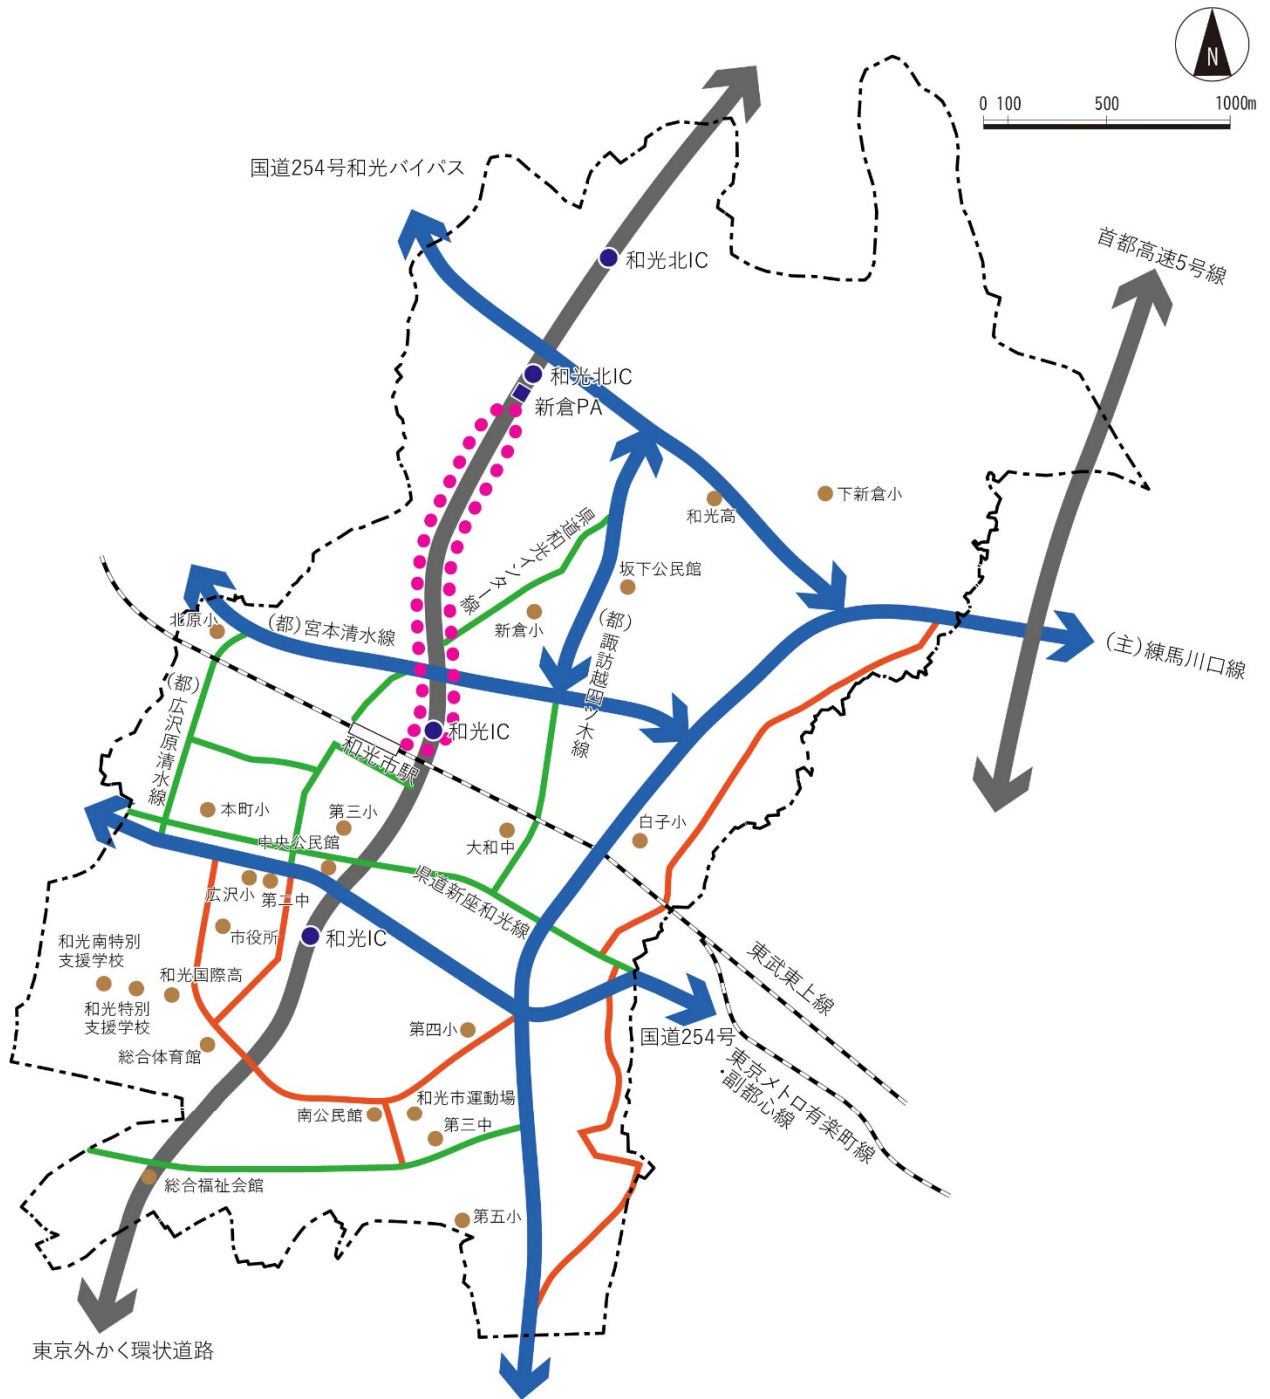 N
0 100 500 1000m
国道254号和光バイパス
首都高速5号線
和光北IC
和光北IC
新倉PA
下新倉小
和光高
県道和光インター線
坂下公民館
新倉小
(都)諏訪越四ツ木線
北原小
(都)宮本清水線
(主)練馬川口線
(都)広沢原清水線
和光IC
和光市駅
本町小
第三小
中央公民館
大和中
白子小
広沢小
第二中
県道新座和光線
市役所
和光IC
和光南特別
支援学校
和光国際高
和光特別
支援学校
東武東上線
第四小
国道254号
総合体育館
東京メトロ有楽町線
・副都心線
南公民館
和光市運動場
第三中
総合福祉会館
第五小
東京外かく環状道路